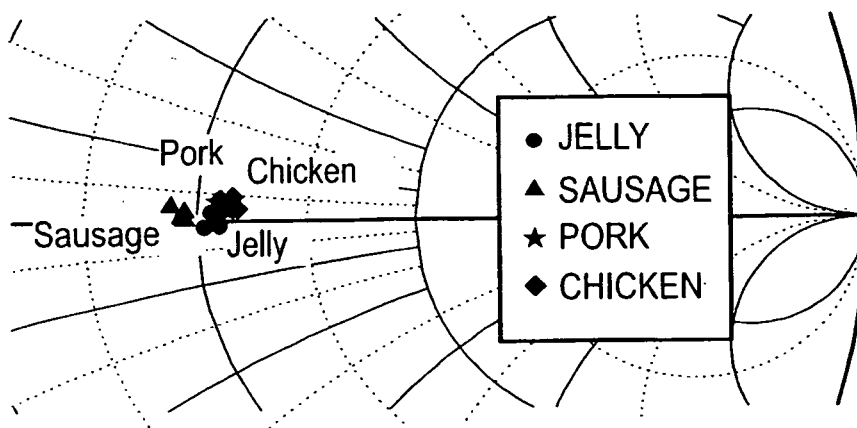 Pork
Chicken
Sausage
Jelly
JELLY
SAUSAGE
PORK
CHICKEN